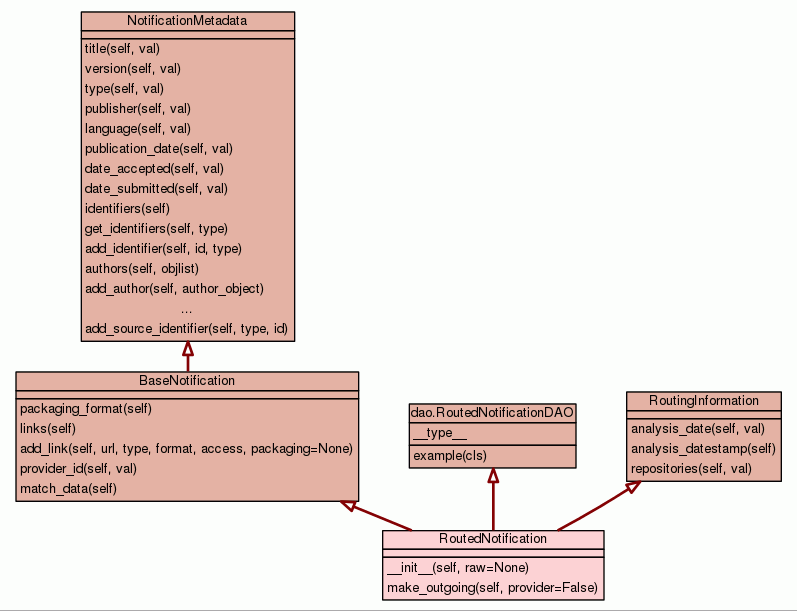 NotificationMetadata
title(self, val)
version(self, val)
type(self, val)
publisher(self, val)
language(self, val)
publication_date(self, val)
date_accepted(self, val)
date_submitted(self, val)
identifiers(self)
get_identifiers(self, type)
add_identifier(self, id, type)
authors(self, objlist)
add_author(self, author_object)
...
add_source_identifier(self, type, id)
BaseNotification
packaging_format(self)
links(self)
add_link(self, url, type, format, access, packaging=None)
provider_id(self, val)
match_data(self)
dao.RoutedNotificationDAO
__type__
example(cls)
RoutingInformation
analysis_date(self, val)
analysis_datestamp(self)
repositories(self, val)
RoutedNotification
__init__(self, raw=None)
make_outgoing(self, provider=False)